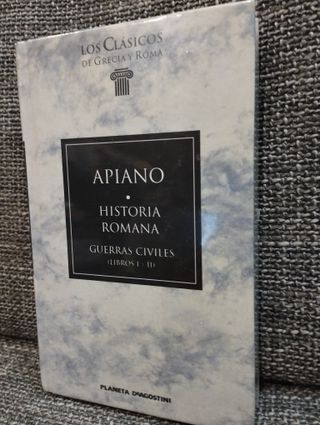 LOS CLÁSICOS
DE GRECIA Y ROMA
APIANO
HISTORIA
ROMANA
GUERRAS CIVILES
(LIBROS I - II)
PLANETA DEAGOSTINI